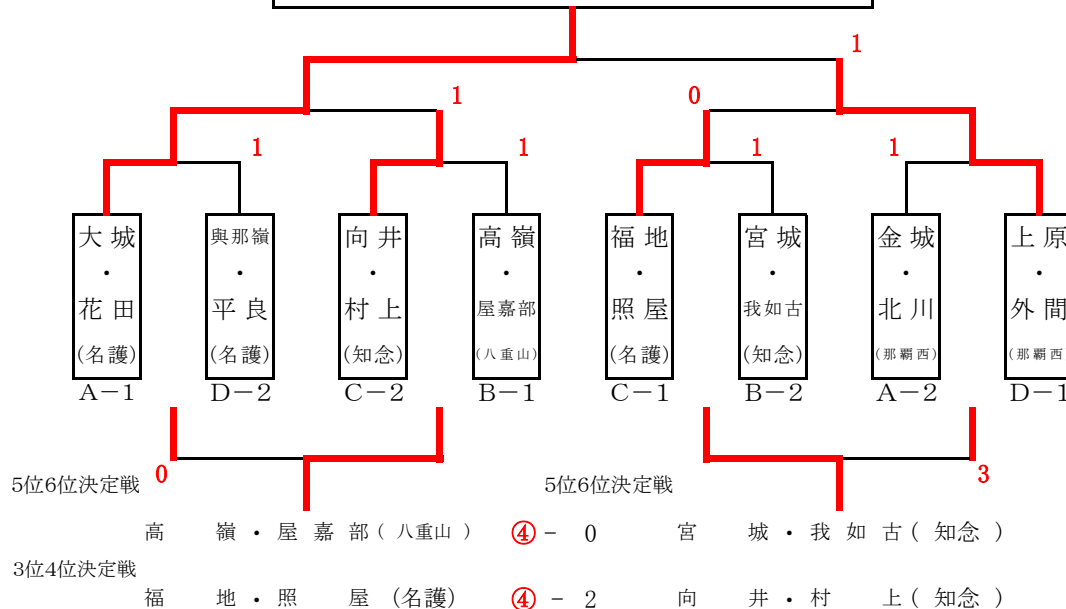 1
1
0
1
1
1
1
大城・花田(名護)
與那嶺・平良(名護)
向井・村上(知念)
高嶺・屋嘉部(八重山)
福地・照屋(名護)
宮城・我如古(知念)
金城・北川(那覇西)
上原・外間(那覇西)
A-1 D-2 C-2 B-1 C-1 B-2 A-2 D-1
0
3
5位6位決定戦 5位6位決定戦
高嶺・屋嘉部(八重山) ④-0 宮城・我如古(知念)
3位4位決定戦
福地・照屋(名護) ④-2 向井・村上(知念)